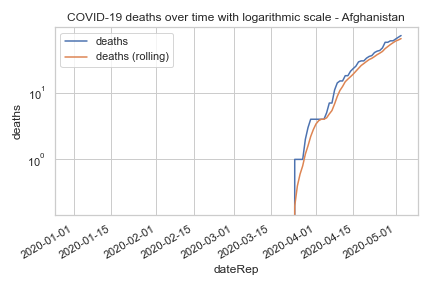 COVID-19 deaths over time with logarithmic scale - Afghanistan
deaths
deaths (rolling)
10¹
10⁰
deaths
2020-01-01
2020-01-15
2020-02-01
2020-02-15
2020-03-01
2020-03-15
2020-04-01
2020-04-15
2020-05-01
dateRep